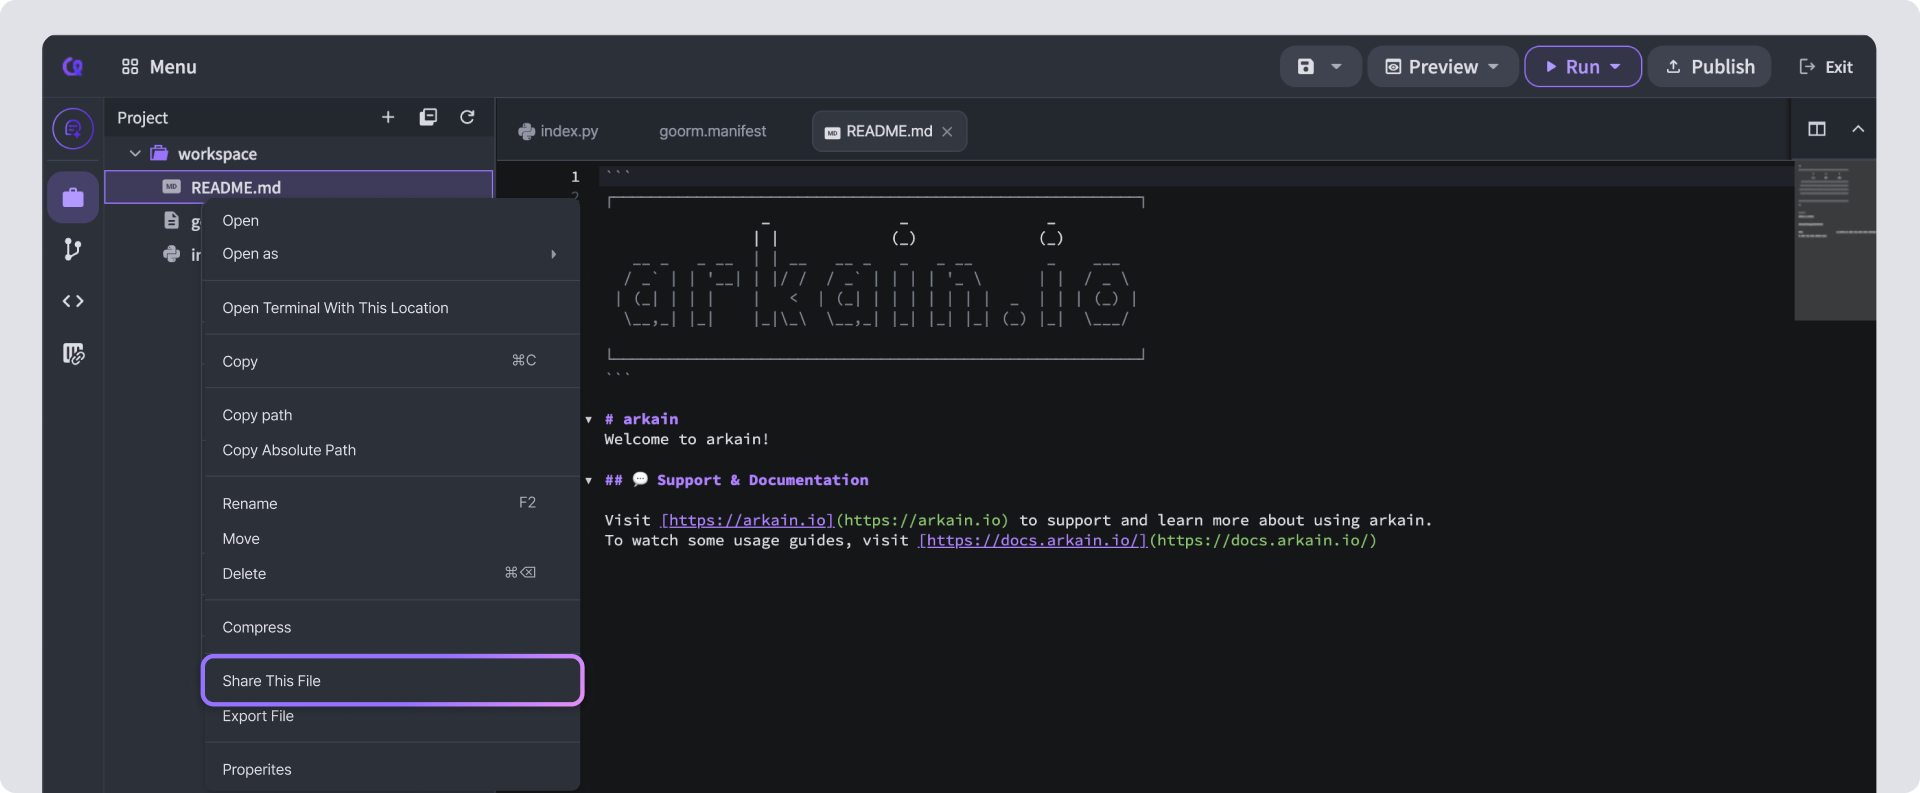 Menu
Preview
Run
Publish
Exit
Project
workspace
README.md
g
in
Open
Open as
Open Terminal With This Location
Copy ⌘C
Copy path
Copy Absolute Path
Rename F2
Move
Delete ⌘⌫
Compress
Share This File
Export File
Properites
index.py
goorm.manifest
MD README.md
1 ```
2
arkain.io
```
# arkain
Welcome to arkain!
## 💬 Support & Documentation
Visit [https://arkain.io](https://arkain.io) to support and learn more about using arkain.
To watch some usage guides, visit [https://docs.arkain.io/](https://docs.arkain.io/)